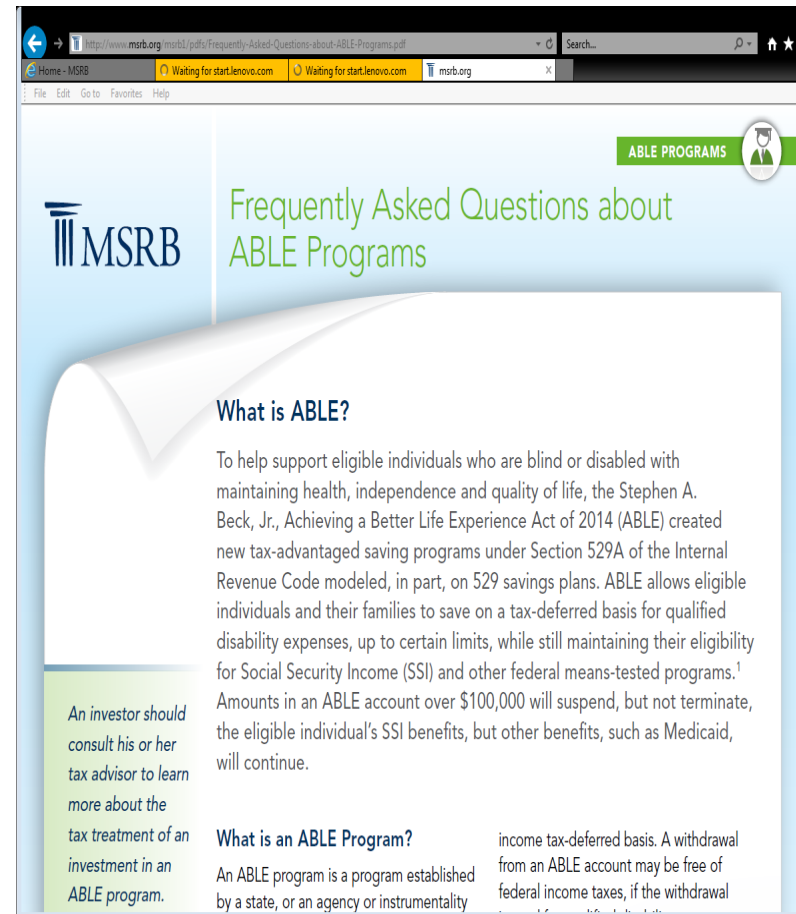 http://www.msrb.org/msrb1/pdfs/Frequently-Asked-Questions-about-ABLE-Programs.pdf
Search...
Home - MSRB
Waiting for start.lenovo.com
Waiting for start.lenovo.com
msrb.org
X
File Edit Go to Favorites Help
ABLE PROGRAMS
MSRB
Frequently Asked Questions about
ABLE Programs
What is ABLE?
To help support eligible individuals who are blind or disabled with
maintaining health, independence and quality of life, the Stephen A.
Beck, Jr., Achieving a Better Life Experience Act of 2014 (ABLE) created
new tax-advantaged saving programs under Section 529A of the Internal
Revenue Code modeled, in part, on 529 savings plans. ABLE allows eligible
individuals and their families to save on a tax-deferred basis for qualified
disability expenses, up to certain limits, while still maintaining their eligibility
for Social Security Income (SSI) and other federal means-tested programs.1
Amounts in an ABLE account over $100,000 will suspend, but not terminate,
the eligible individual's SSI benefits, but other benefits, such as Medicaid,
will continue.
An investor should
consult his or her
tax advisor to learn
more about the
tax treatment of an
investment in an
ABLE program.
What is an ABLE Program?
An ABLE program is a program established
by a state, or an agency or instrumentality
income tax-deferred basis. A withdrawal
from an ABLE account may be free of
federal income taxes, if the withdrawal